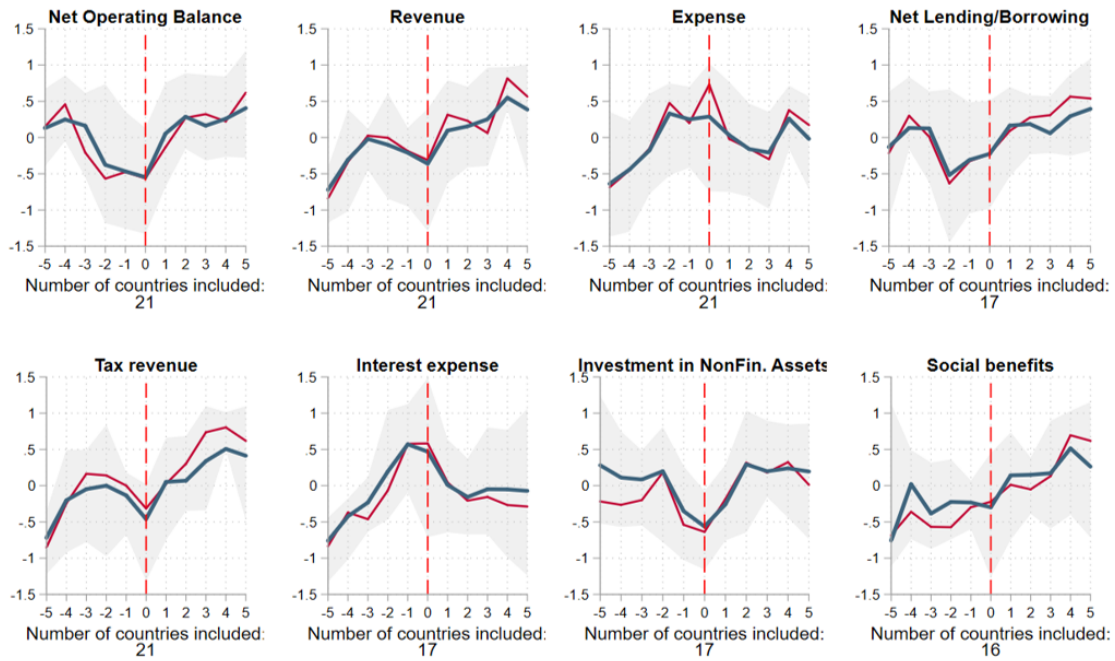 Net Operating Balance
1.5
1
.5
0
-.5
-1
-1.5
-5 -4 -3 -2 -1 0 1 2 3 4 5
Number of countries included:
21
Revenue
1.5
1
.5
0
-.5
-1
-1.5
-5 -4 -3 -2 -1 0 1 2 3 4 5
Number of countries included:
21
Expense
1.5
1
.5
0
-.5
-1
-1.5
-5 -4 -3 -2 -1 0 1 2 3 4 5
Number of countries included:
21
Net Lending/Borrowing
1.5
1
.5
0
-.5
-1
-1.5
-5 -4 -3 -2 -1 0 1 2 3 4 5
Number of countries included:
17
Tax revenue
1.5
1
.5
0
-.5
-1
-1.5
-5 -4 -3 -2 -1 0 1 2 3 4 5
Number of countries included:
21
Interest expense
1.5
1
.5
0
-.5
-1
-1.5
-5 -4 -3 -2 -1 0 1 2 3 4 5
Number of countries included:
17
Investment in NonFin. Assets
1.5
1
.5
0
-.5
-1
-1.5
-5 -4 -3 -2 -1 0 1 2 3 4 5
Number of countries included:
17
Social benefits
1.5
1
.5
0
-.5
-1
-1.5
-5 -4 -3 -2 -1 0 1 2 3 4 5
Number of countries included:
16